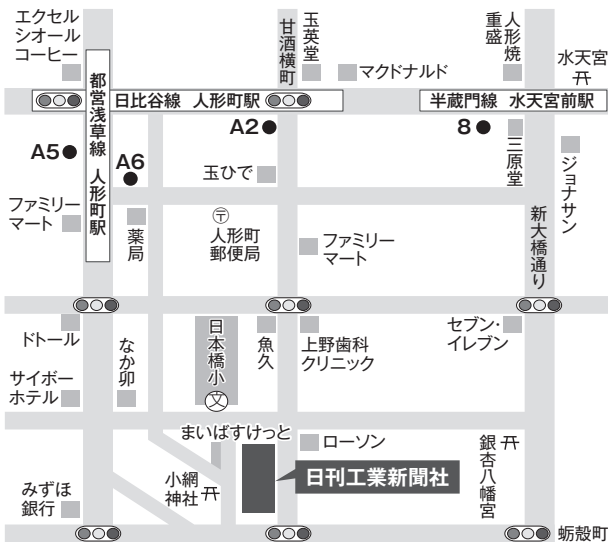 エクセル
シオール
コーヒー
甘酒横町
玉英堂
マクドナルド
人形焼
重盛
水天宮
都営浅草線 人形町駅
日比谷線 人形町駅
半蔵門線 水天宮前駅
A5
A6
A2
8
三原堂
ジョナサン
玉ひで
ファミリー
マート
薬局
〒
人形町
郵便局
ファミリー
マート
新大橋通り
ドトール
なか卯
日本橋小
文
魚久
上野歯科
クリニック
セブン-
イレブン
サイボー
ホテル
まいばすけっと
ローソン
銀杏八幡宮
小網
神社
日刊工業新聞社
みずほ
銀行
蛎殻町